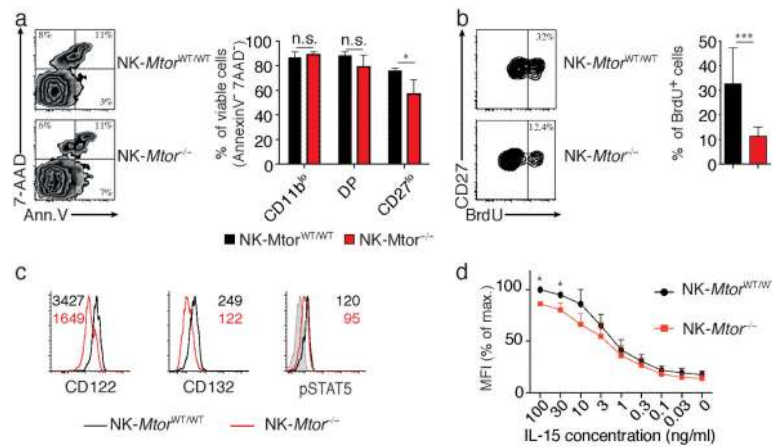 a
8%
11%
3%
NK-Mtor^WT/WT
6%
11%
7%
NK-Mtor^−/−
7-AAD
Ann.V
% of viable cells
(AnnexinV⁻ 7AAD⁻)
100
80
60
40
20
0
n.s.
n.s.
*
CD11b^lo
DP
CD27^lo
NK-Mtor^WT/WT
NK-Mtor^−/−
b
32%
NK-Mtor^WT/WT
12.4%
NK-Mtor^−/−
CD27
BrdU
% of BrdU⁺ cells
50
40
30
20
10
0
***
c
3427
1649
CD122
249
122
CD132
120
95
pSTAT5
NK-Mtor^WT/WT
NK-Mtor^−/−
d
MFI (% of max.)
100
50
0
*
*
NK-Mtor^WT/WT
NK-Mtor^−/−
100
30
10
3
1
0.3
0.1
0.03
0
IL-15 concentration (ng/ml)